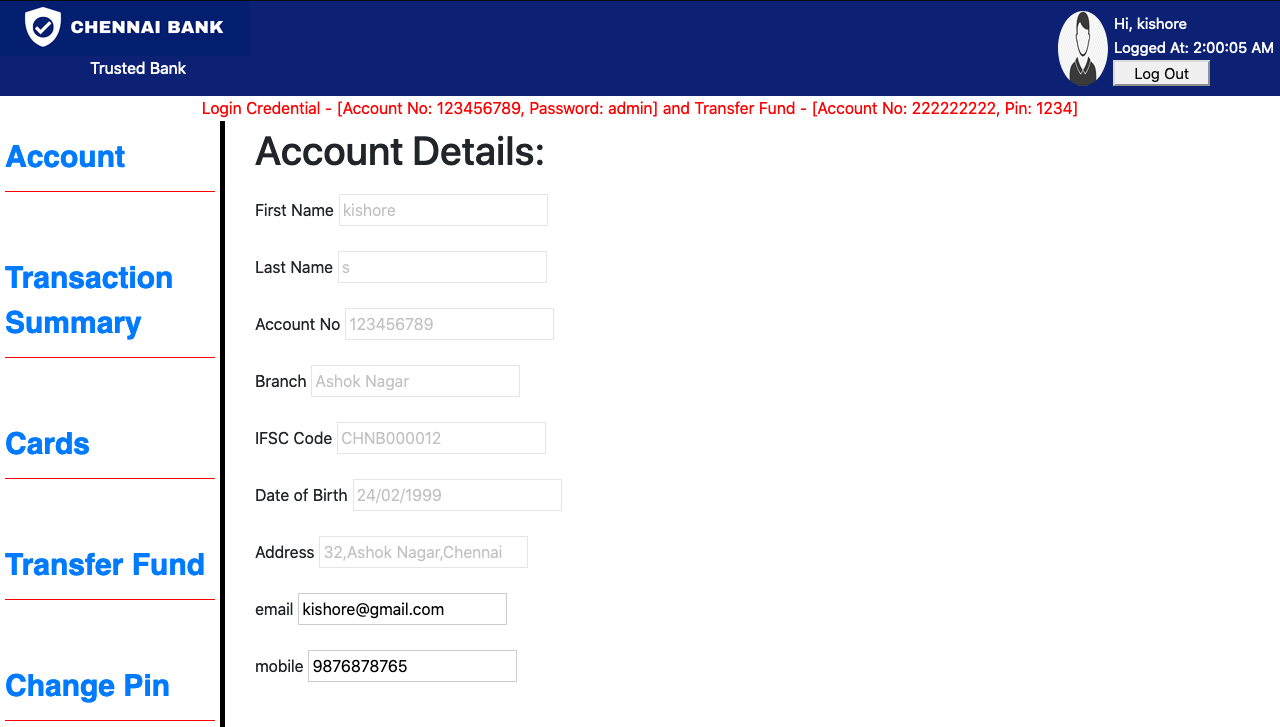 CHENNAI BANK
Trusted Bank
Hi, kishore
Logged At: 2:00:05 AM
Log Out
Login Credential - [Account No: 123456789, Password: admin] and Transfer Fund - [Account No: 222222222, Pin: 1234]
Account
Transaction
Summary
Cards
Transfer Fund
Change Pin
Account Details:
First Name kishore
Last Name s
Account No 123456789
Branch Ashok Nagar
IFSC Code CHNB000012
Date of Birth 24/02/1999
Address 32,Ashok Nagar,Chennai
email kishore@gmail.com
mobile 9876878765